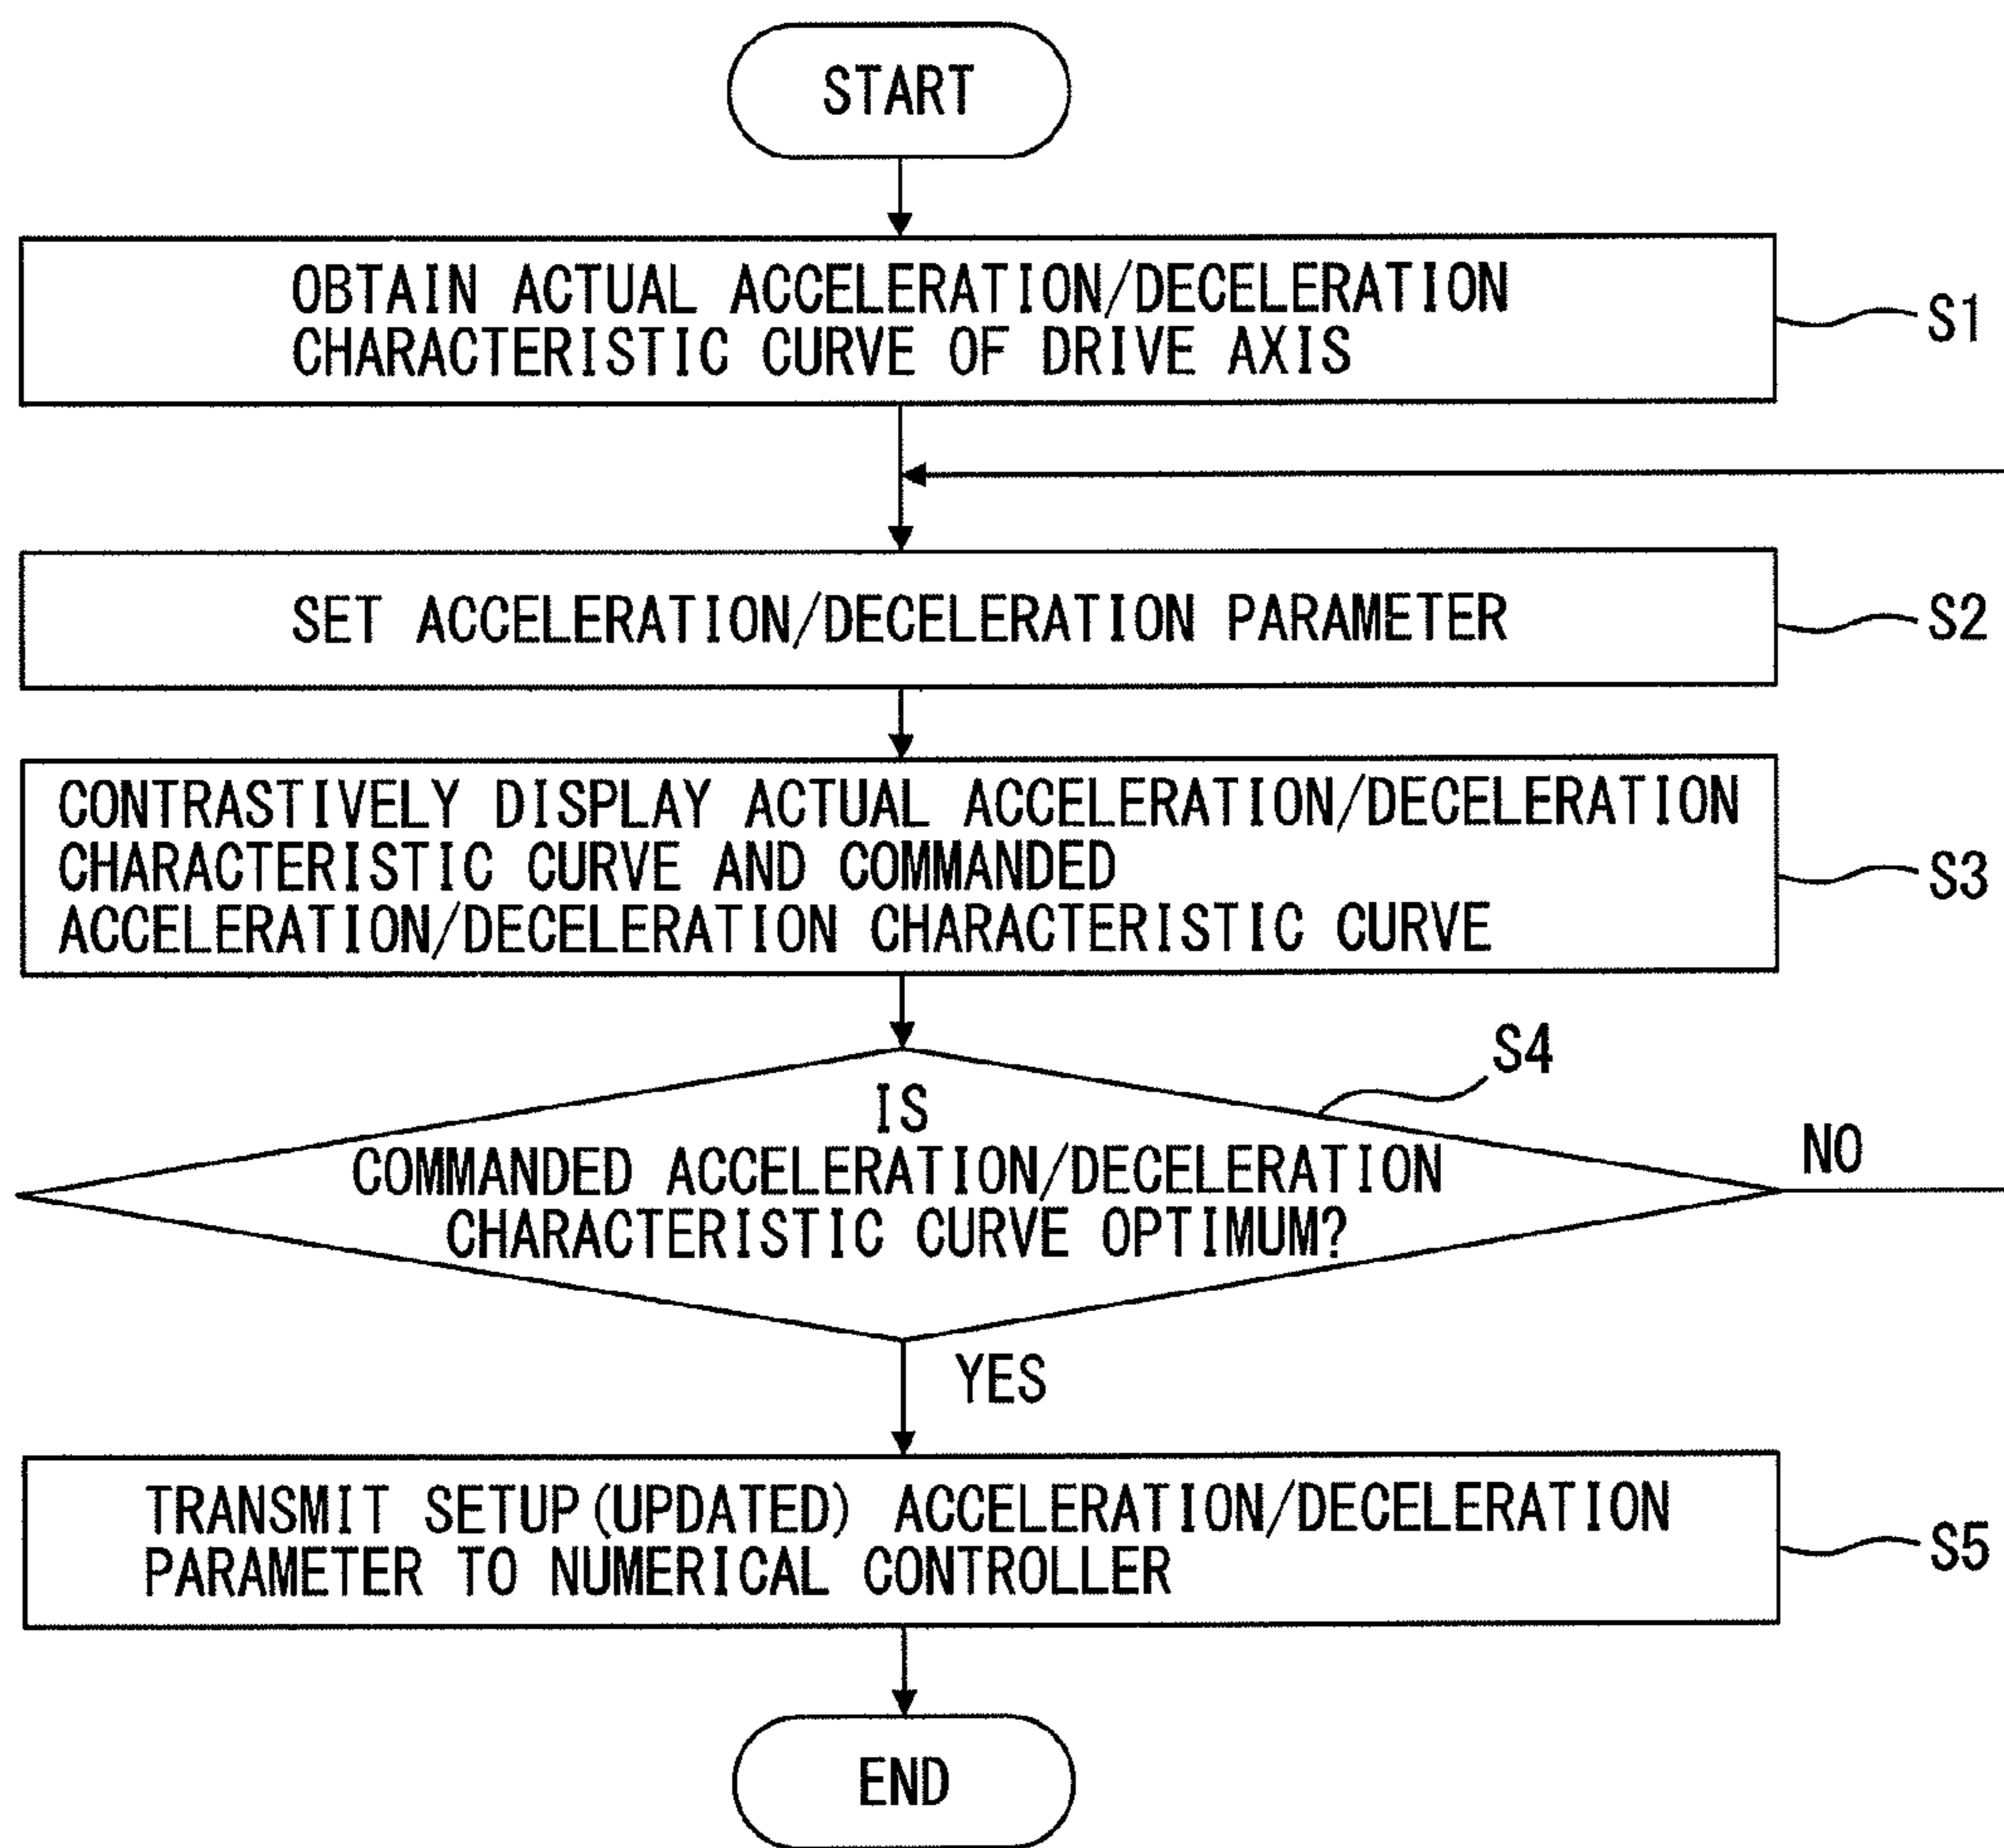 START
OBTAIN ACTUAL ACCELERATION/DECELERATION
CHARACTERISTIC CURVE OF DRIVE AXIS
S1
SET ACCELERATION/DECELERATION PARAMETER
S2
CONTRASTIVELY DISPLAY ACTUAL ACCELERATION/DECELERATION
CHARACTERISTIC CURVE AND COMMANDED
ACCELERATION/DECELERATION CHARACTERISTIC CURVE
S3
S4
IS
COMMANDED ACCELERATION/DECELERATION
CHARACTERISTIC CURVE OPTIMUM?
NO
YES
TRANSMIT SETUP(UPDATED) ACCELERATION/DECELERATION
PARAMETER TO NUMERICAL CONTROLLER
S5
END